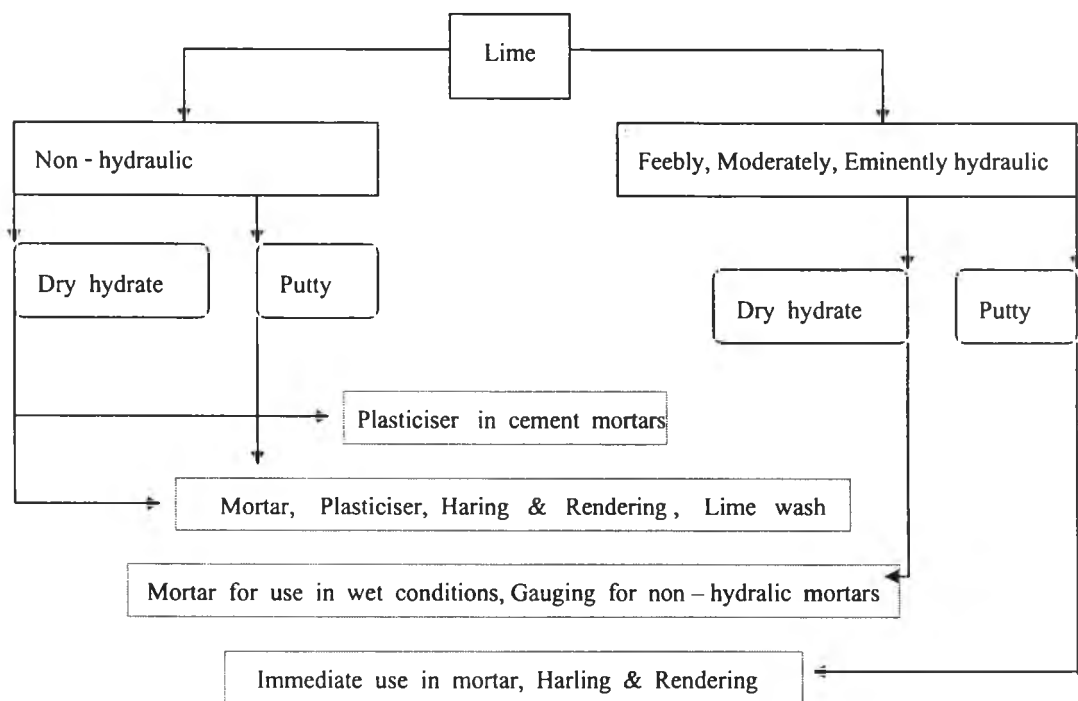 Lime
Non - hydraulic
Feebly, Moderately, Eminently hydraulic
Dry hydrate
Putty
Dry hydrate
Putty
Plasticiser in cement mortars
Mortar, Plasticiser, Haring & Rendering, Lime wash
Mortar for use in wet conditions, Gauging for non – hydralic mortars
Immediate use in mortar, Harling & Rendering